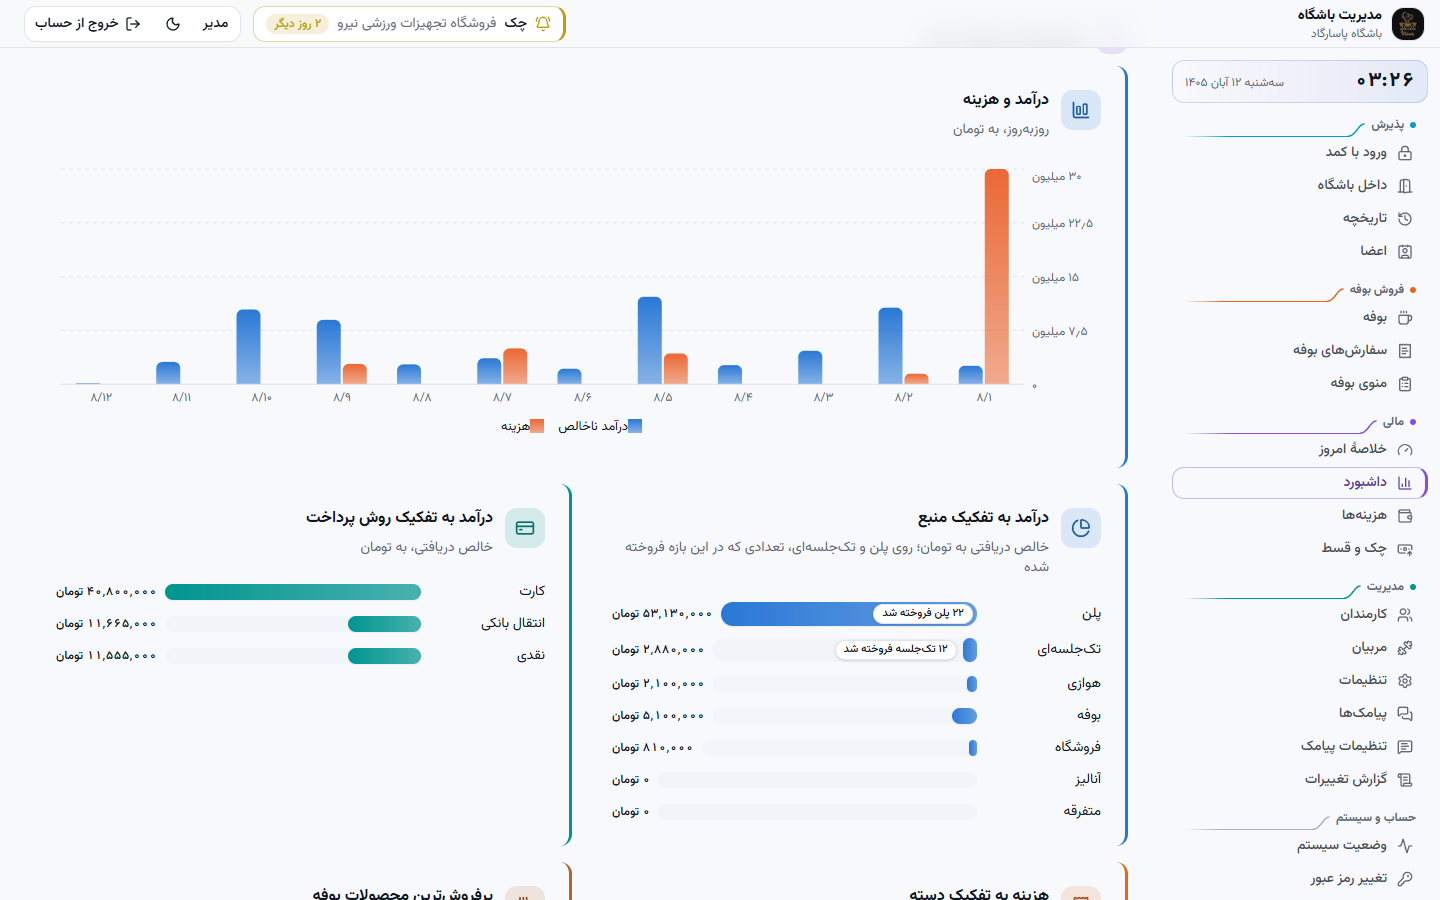 مدیریت باشگاه
باشگاه پاسارگاد
چک فروشگاه تجهیزات ورزشی نیرو ۲ روز دیگر
مدیر
خروج از حساب
۰۳:۲۶
سه‌شنبه ۱۲ آبان ۱۴۰۵
پذیرش
ورود با کمد
داخل باشگاه
تاریخچه
اعضا
فروش بوفه
بوفه
سفارش‌های بوفه
منوی بوفه
مالی
خلاصهٔ امروز
داشبورد
هزینه‌ها
چک و قسط
مدیریت
کارمندان
مربیان
تنظیمات
پیامک‌ها
تنظیمات پیامک
گزارش تغییرات
حساب و سیستم
وضعیت سیستم
تغییر رمز عبور
درآمد و هزینه
روزبه‌روز، به تومان
۳۰ میلیون
۲۲٫۵ میلیون
۱۵ میلیون
۷٫۵ میلیون
۰
۸/۱ ۸/۲ ۸/۳ ۸/۴ ۸/۵ ۸/۶ ۸/۷ ۸/۸ ۸/۹ ۸/۱۰ ۸/۱۱ ۸/۱۲
درآمد ناخالص هزینه
درآمد به تفکیک منبع
خالص دریافتی به تومان؛ روی پلن و تک‌جلسه‌ای، تعدادی که در این بازه فروخته
شده
پلن ۲۲ پلن فروخته شد ۵۳,۱۳۰,۰۰۰ تومان
تک‌جلسه‌ای ۱۲ تک‌جلسه فروخته شد ۲,۸۸۰,۰۰۰ تومان
هوازی ۲,۱۰۰,۰۰۰ تومان
بوفه ۵,۱۰۰,۰۰۰ تومان
فروشگاه ۸۱۰,۰۰۰ تومان
آنالیز ۰ تومان
متفرقه ۰ تومان
درآمد به تفکیک روش پرداخت
خالص دریافتی، به تومان
کارت ۴۰,۸۰۰,۰۰۰ تومان
انتقال بانکی ۱۱,۶۶۵,۰۰۰ تومان
نقدی ۱۱,۵۵۵,۰۰۰ تومان
هزینه به تفکیک دسته
پرفروش‌ترین محصولات بوفه